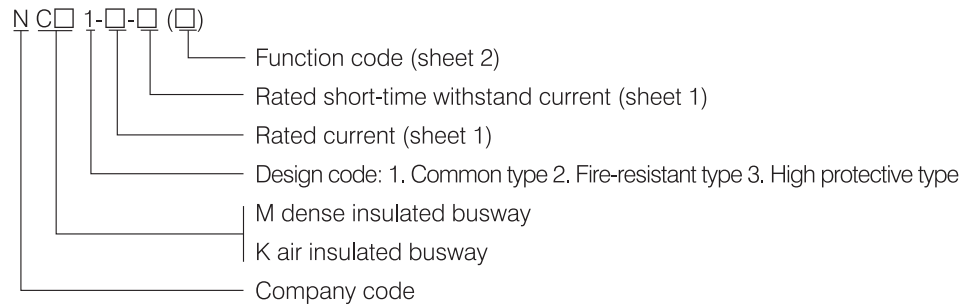 N C□ 1-□-□ (□)
Function code (sheet 2)
Rated short-time withstand current (sheet 1)
Rated current (sheet 1)
Design code: 1. Common type 2. Fire-resistant type 3. High protective type
M dense insulated busway
K air insulated busway
Company code